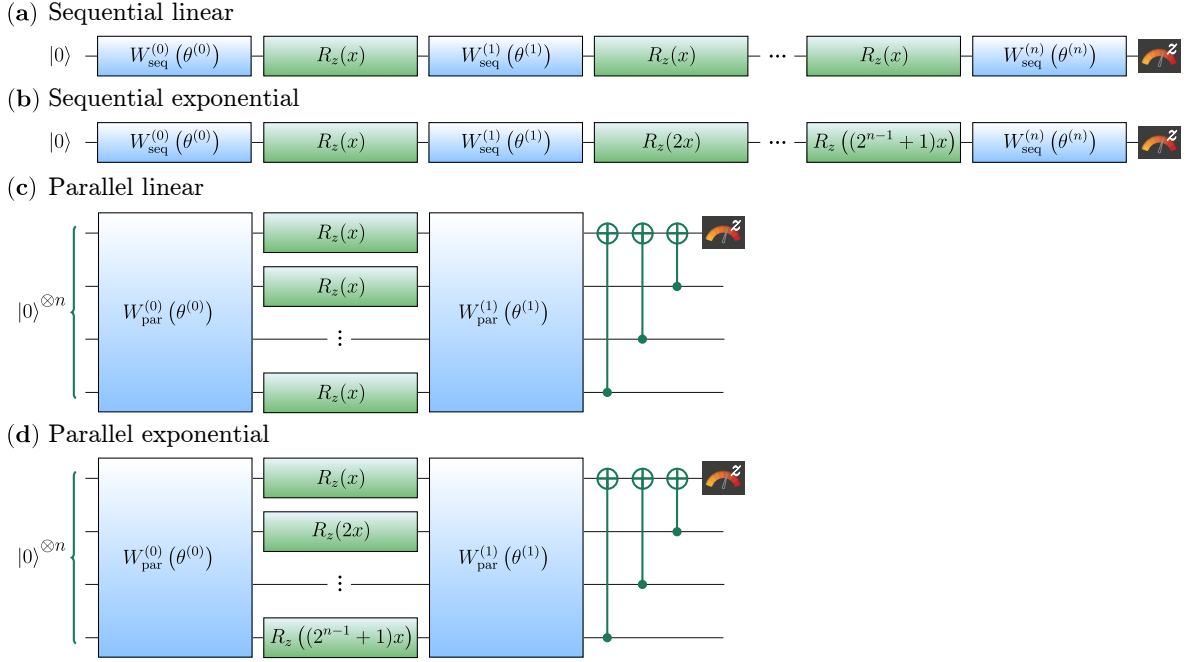 (a) Sequential linear
|0⟩ W_seq^(0) (θ^(0)) R_z(x) W_seq^(1) (θ^(1)) R_z(x) ··· R_z(x) W_seq^(n) (θ^(n)) z
(b) Sequential exponential
|0⟩ W_seq^(0) (θ^(0)) R_z(x) W_seq^(1) (θ^(1)) R_z(2x) ··· R_z((2^{n−1} + 1)x) W_seq^(n) (θ^(n)) z
(c) Parallel linear
R_z(x) z
R_z(x)
|0⟩^{⊗n} W_par^(0) (θ^(0)) W_par^(1) (θ^(1))
⋮
R_z(x)
(d) Parallel exponential
R_z(x) z
R_z(2x)
|0⟩^{⊗n} W_par^(0) (θ^(0)) W_par^(1) (θ^(1))
⋮
R_z((2^{n−1} + 1)x)